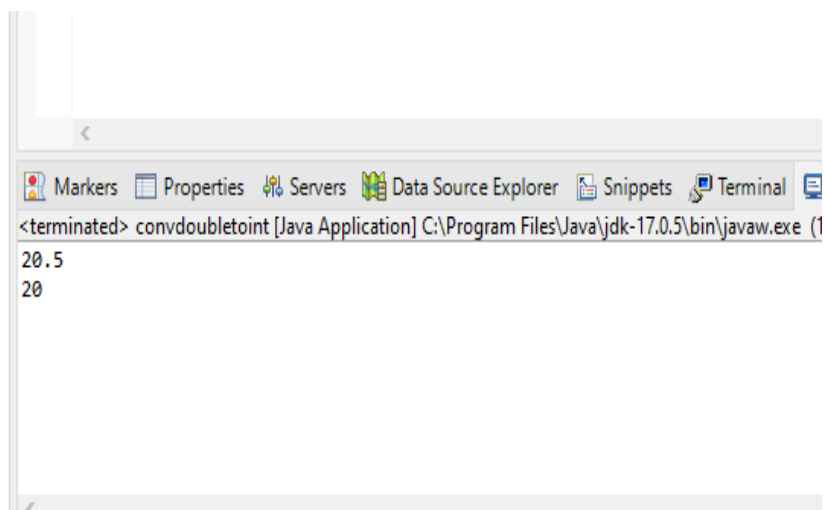 Markers Properties Servers Data Source Explorer Snippets Terminal
<terminated> convdoubletoint [Java Application] C:\Program Files\Java\jdk-17.0.5\bin\javaw.exe (1
20.5
20